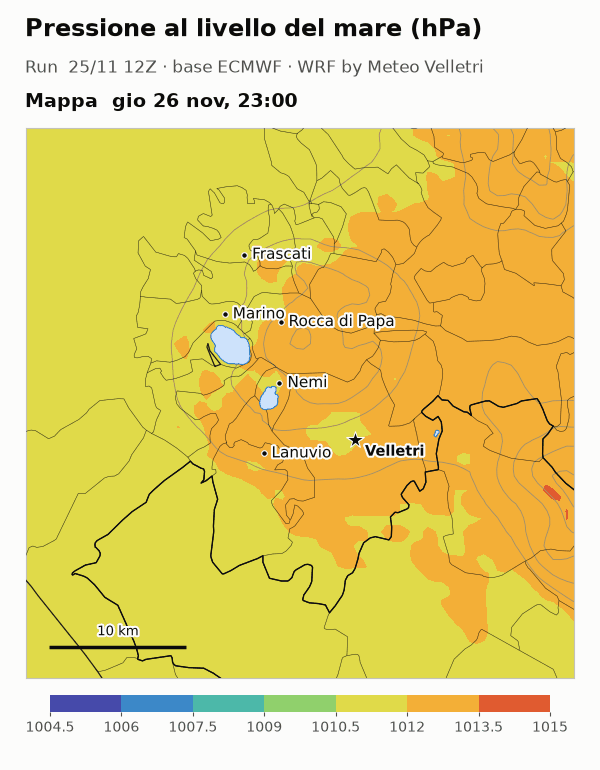 Pressione al livello del mare (hPa)
Run  25/11 12Z · base ECMWF · WRF by Meteo Velletri
Mappa  gio 26 nov, 23:00
Frascati
Marino
Rocca di Papa
Nemi
Velletri
Lanuvio
10 km
1004.5 1006 1007.5 1009 1010.5 1012 1013.5 1015